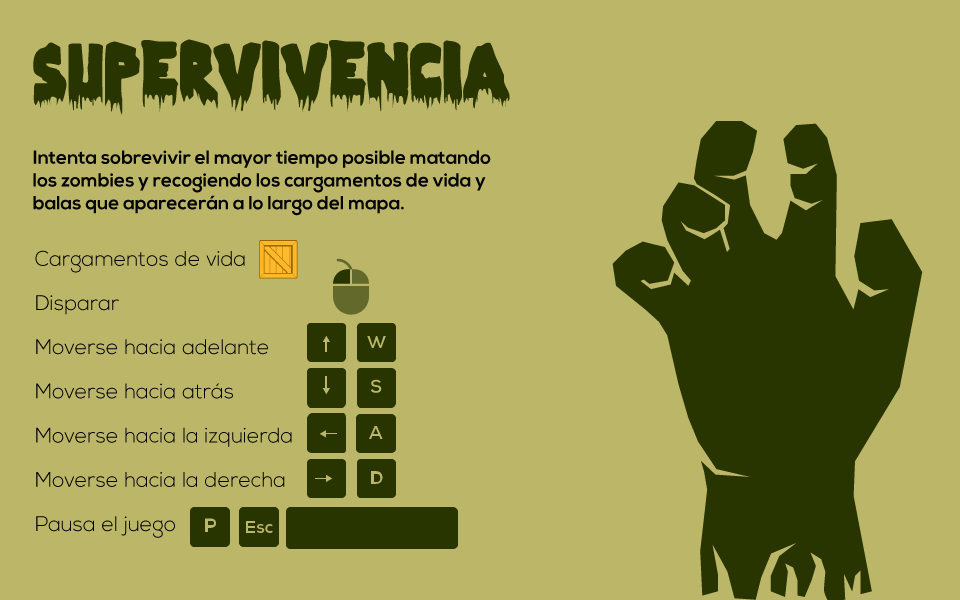 SUPERVIVENCIA
Intenta sobrevivir el mayor tiempo posible matando
los zombies y recogiendo los cargamentos de vida y
balas que aparecerán a lo largo del mapa.
Cargamentos de vida
Disparar
Moverse hacia adelante ↑ W
Moverse hacia atrás ↓ S
Moverse hacia la izquierda ← A
Moverse hacia la derecha → D
Pausa el juego P Esc